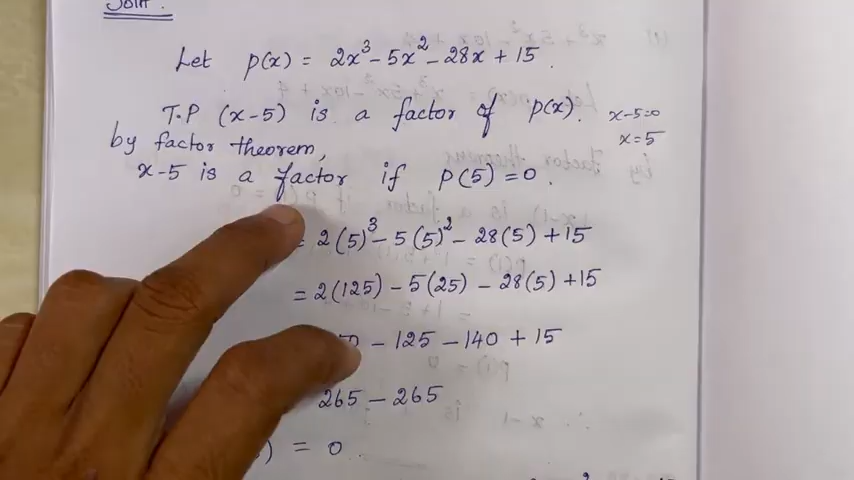 Soln.
Let p(x) = 2x³ - 5x² - 28x + 15.
T.P (x-5) is a factor of p(x). x-5=0
by factor theorem, x=5
x-5 is a factor if p(5) = 0.
= 2(5)³ - 5(5)² - 28(5) + 15
= 2(125) - 5(25) - 28(5) + 15
- 125 - 140 + 15
265 - 265
) = 0